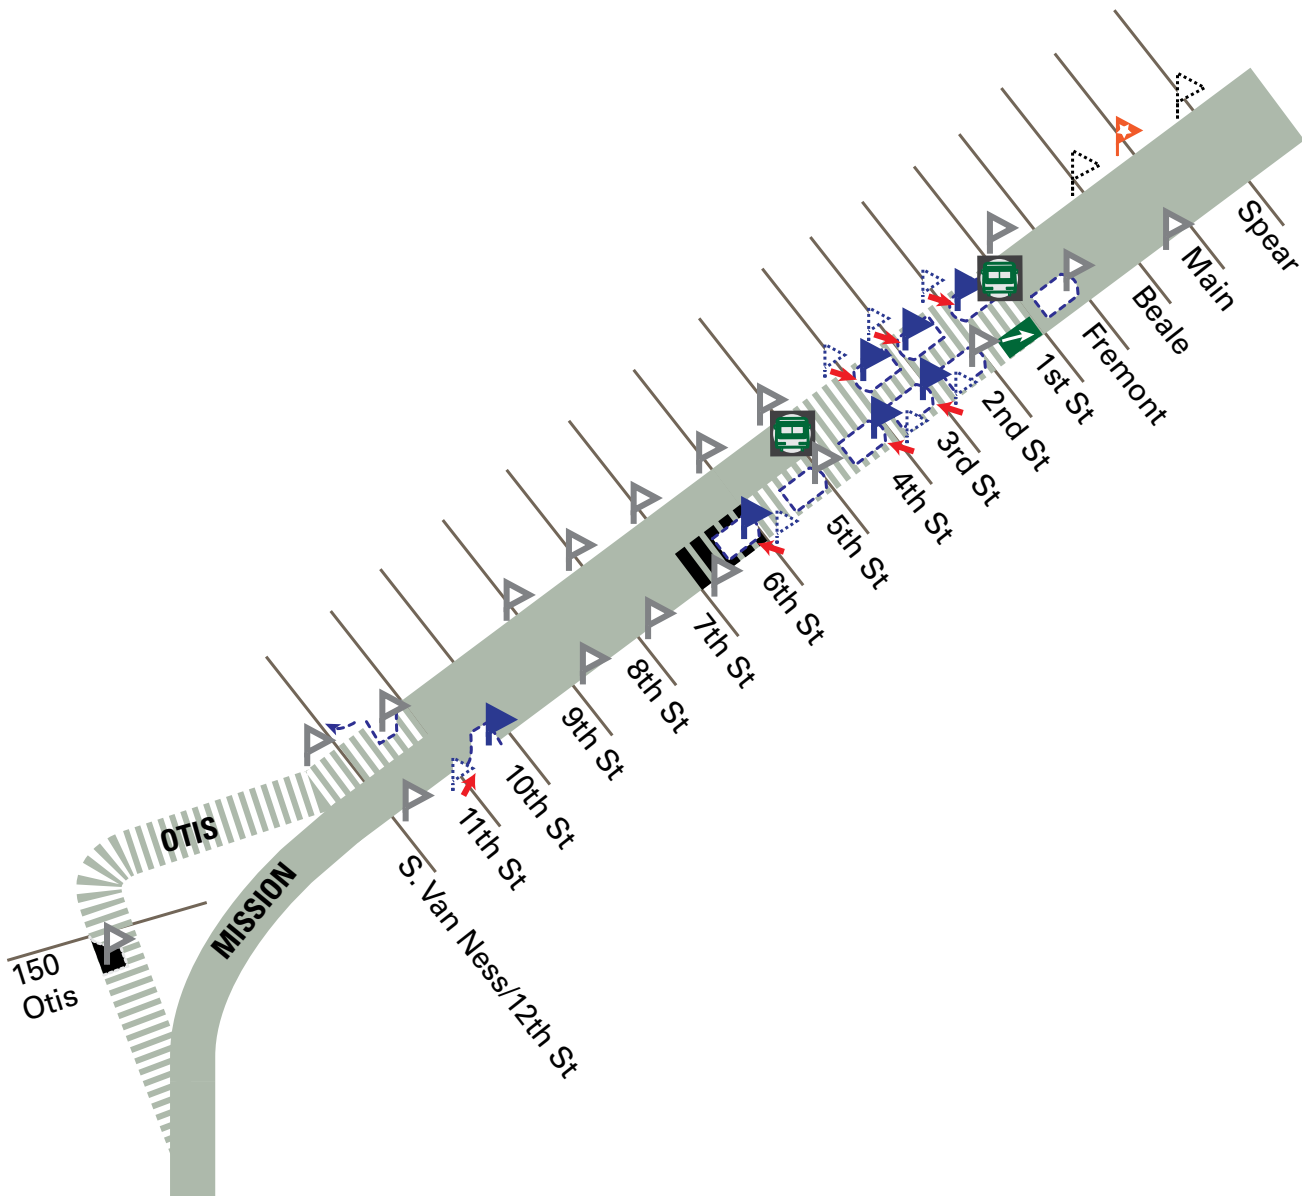 Spear
Main
Beale
Fremont
1st St
2nd St
3rd St
4th St
5th St
6th St
7th St
8th St
9th St
10th St
11th St
S. Van Ness/12th St
OTIS
MISSION
150
Otis